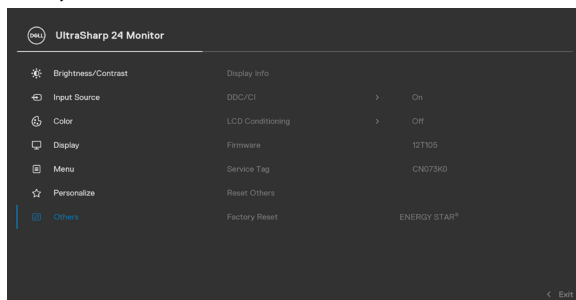 DELL UltraSharp 24 Monitor
Brightness/Contrast Display Info
Input Source DDC/CI > On
Color LCD Conditioning > Off
Display Firmware 12T105
Menu Service Tag CN073K0
Personalize Reset Others
Others Factory Reset ENERGY STAR®
< Exit